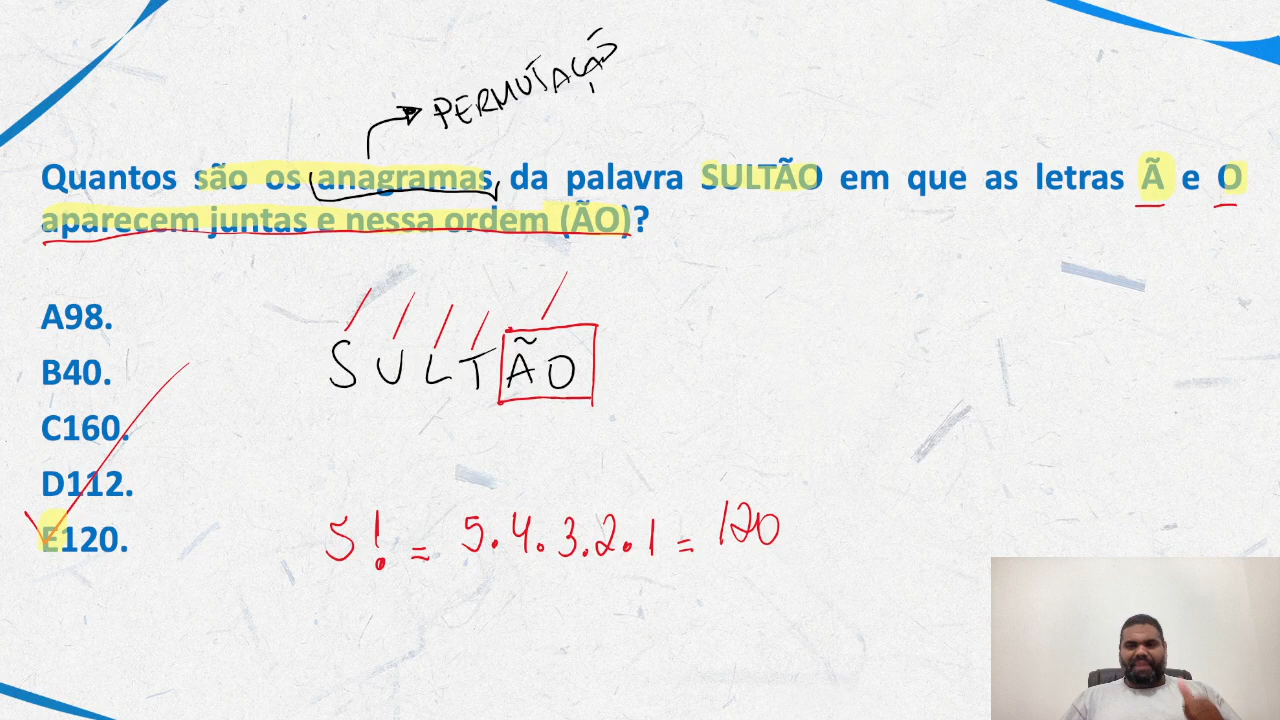 PERMUTAÇÃO
Quantos são os anagramas, da palavra SULTÃO em que as letras Ã e O
aparecem juntas e nessa ordem (ÃO)?
A98.
B40.
C160.
D112.
E120.
SULTÃO
5! = 5.4.3.2.1 = 120